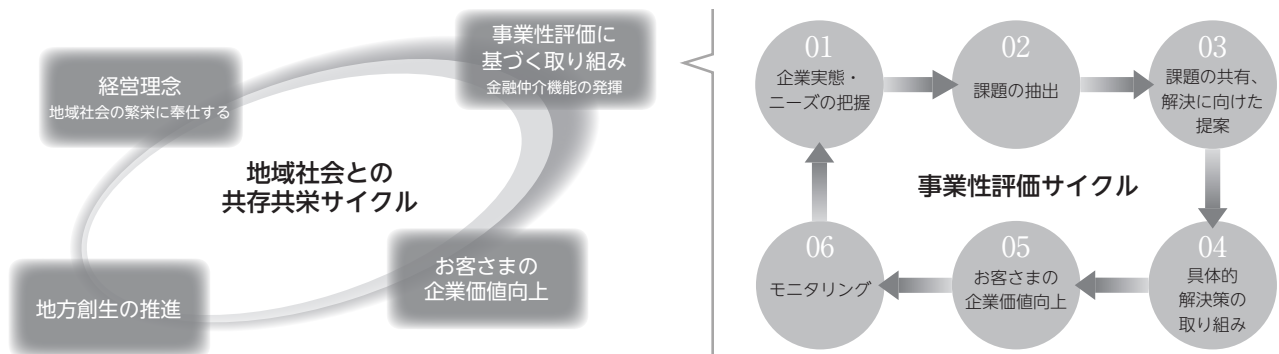 経営理念
地域社会の繁栄に奉仕する
事業性評価に
基づく取り組み
金融仲介機能の発揮
地域社会との
共存共栄サイクル
お客さまの
企業価値向上
地方創生の推進
01
企業実態・
ニーズの把握
02
課題の抽出
03
課題の共有、
解決に向けた
提案
事業性評価サイクル
04
具体的
解決策の
取り組み
05
お客さまの
企業価値向上
06
モニタリング